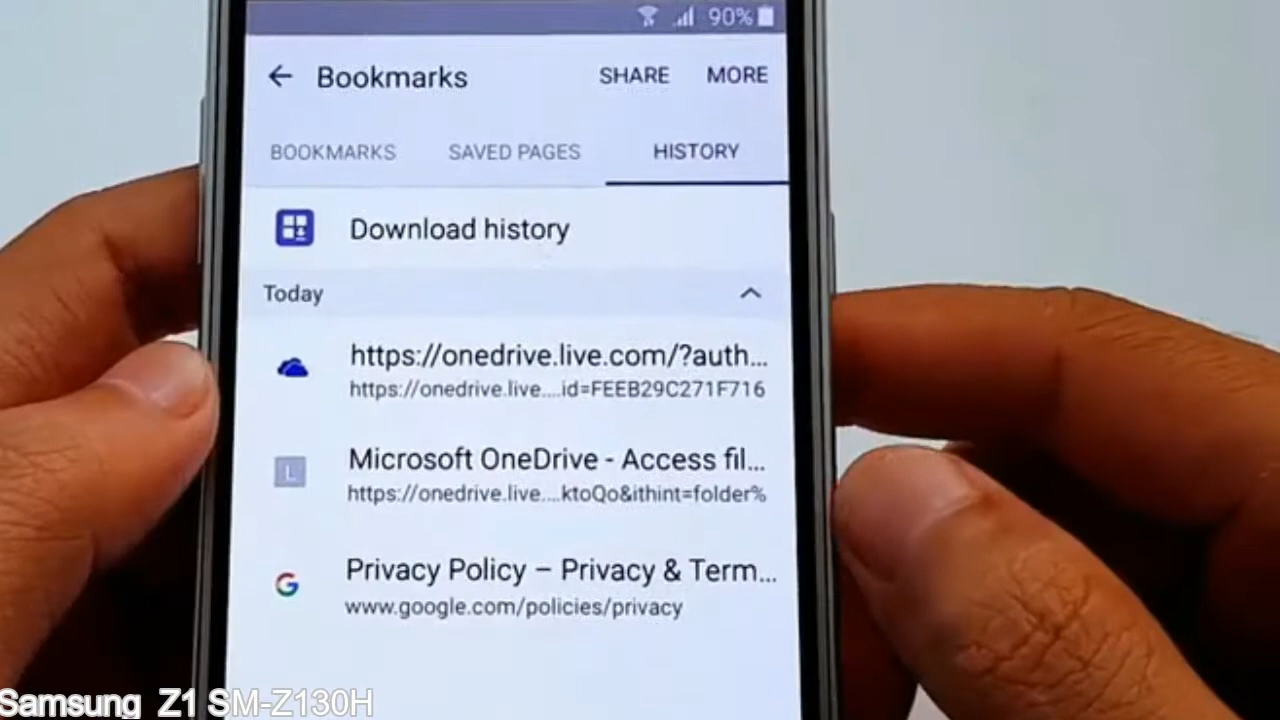 90%
Bookmarks SHARE MORE
BOOKMARKS SAVED PAGES HISTORY
Download history
Today
https://onedrive.live.com/?auth...
https://onedrive.live....id=FEEB29C271F716
L
Microsoft OneDrive - Access fil...
https://onedrive.live....ktoQo&ithint=folder%
G
Privacy Policy – Privacy & Term...
www.google.com/policies/privacy
Samsung Z1 SM-Z130H